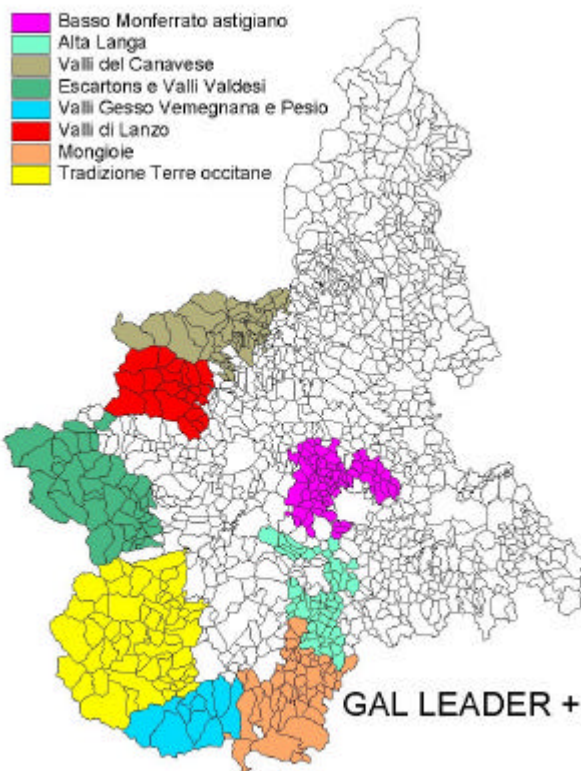 Basso Monferrato astigiano
Alta Langa
Valli del Canavese
Escartons e Valli Valdesi
Valli Gesso Vemegnana e Pesio
Valli di Lanzo
Mongioie
Tradizione Terre occitane
GAL LEADER +